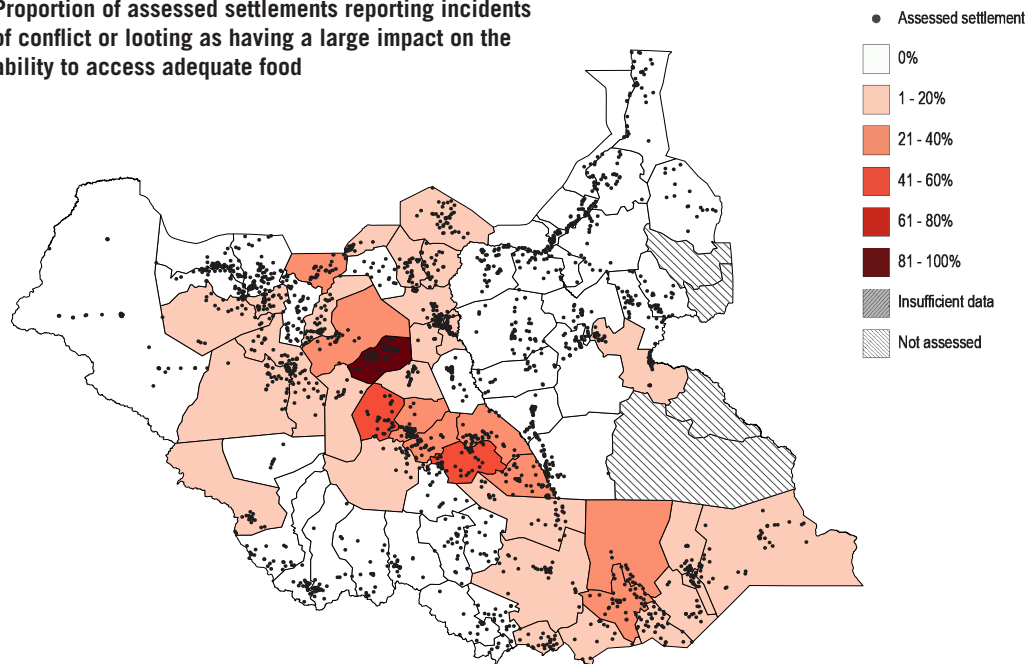 Proportion of assessed settlements reporting incidents
of conflict or looting as having a large impact on the
ability to access adequate food
Assessed settlement
0%
1 - 20%
21 - 40%
41 - 60%
61 - 80%
81 - 100%
Insufficient data
Not assessed